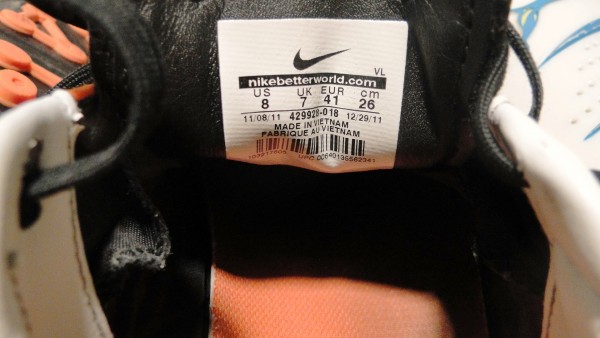 VL
nikebetterworld.com
US UK EUR cm
8 7 41 26
11/08/11 429928-018 12/29/11
MADE IN VIETNAM
FABRIQUE AU VIETNAM